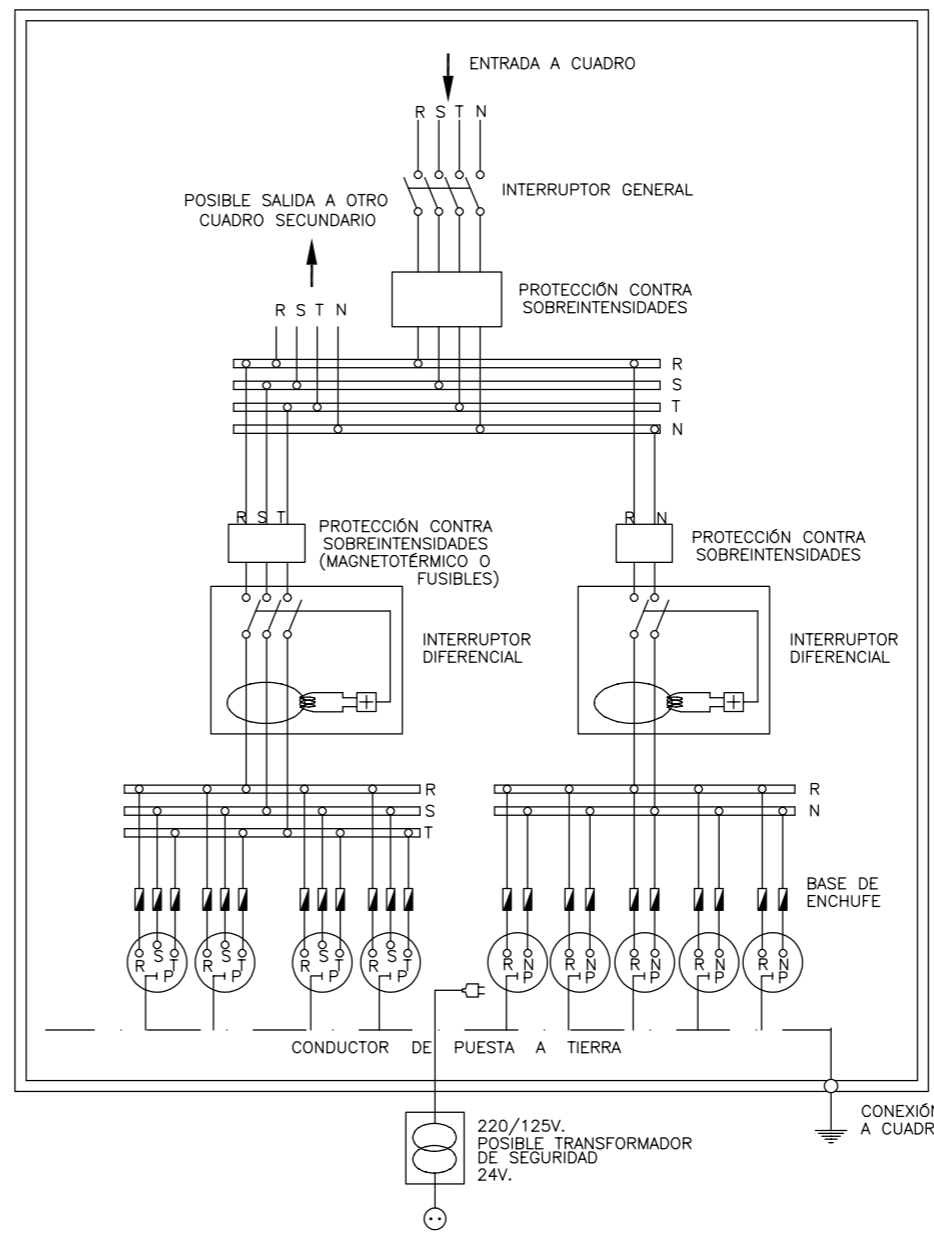 ENTRADA A CUADRO
R S T N
INTERRUPTOR GENERAL
POSIBLE SALIDA A OTRO
CUADRO SECUNDARIO
PROTECCIÓN CONTRA
SOBREINTENSIDADES
R S T N
R
S
T
N
R S T
PROTECCIÓN CONTRA
SOBREINTENSIDADES
(MAGNETOTÉRMICO O
FUSIBLES)
R N
PROTECCIÓN CONTRA
SOBREINTENSIDADES
INTERRUPTOR
DIFERENCIAL
INTERRUPTOR
DIFERENCIAL
R
S
T
R
N
BASE DE
ENCHUFE
R S T P
R S T P
R S T P
R S T P
R N P
R N P
R N P
R N P
R N P
CONDUCTOR DE PUESTA A TIERRA
CONEXIÓN
A CUADR
220/125V.
POSIBLE TRANSFORMADOR
DE SEGURIDAD
24V.